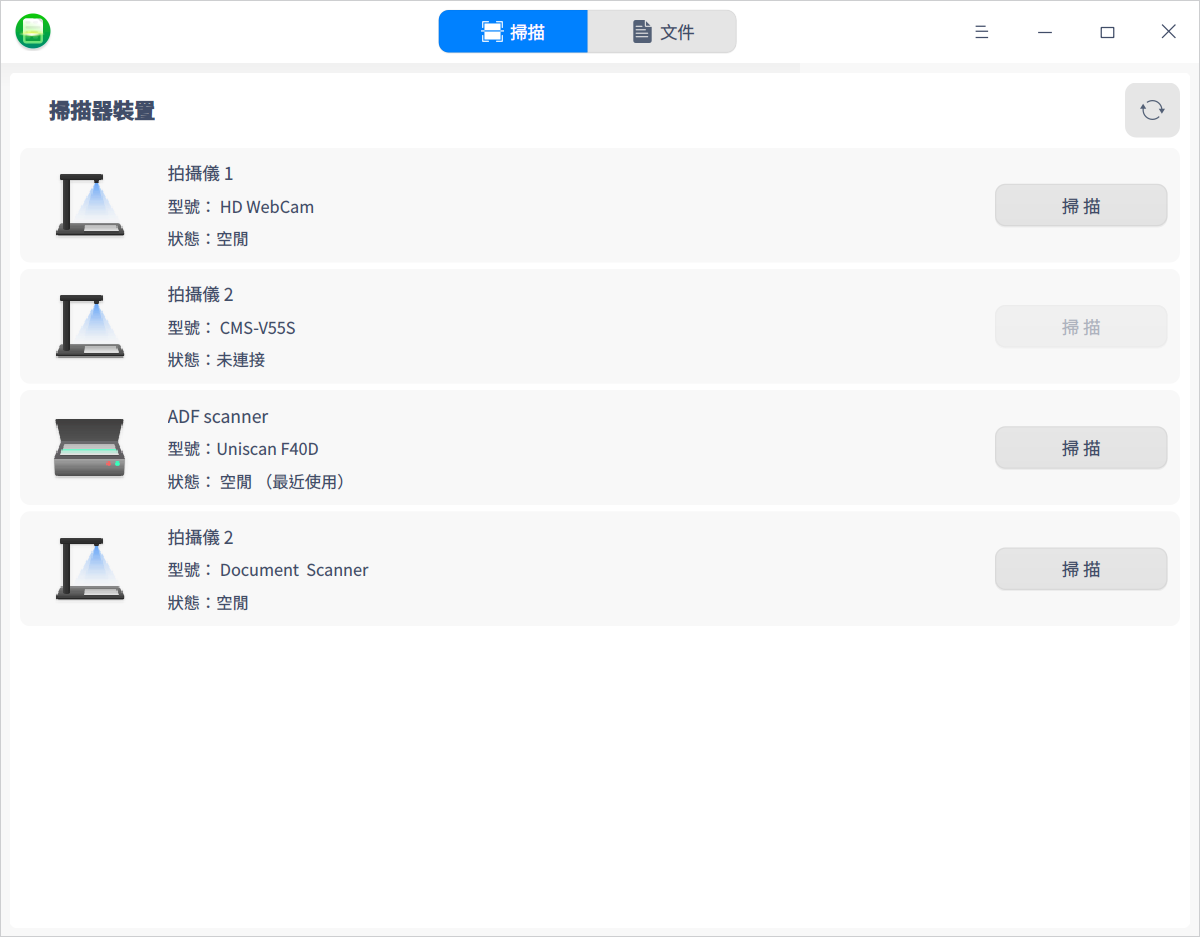 掃描
文件
掃描器裝置
拍攝儀 1
型號： HD WebCam
狀態：空閒
掃 描
拍攝儀 2
型號： CMS-V55S
狀態：未連接
掃 描
ADF scanner
型號：Uniscan F40D
狀態： 空閒 （最近使用）
掃 描
拍攝儀 2
型號： Document  Scanner
狀態：空閒
掃 描